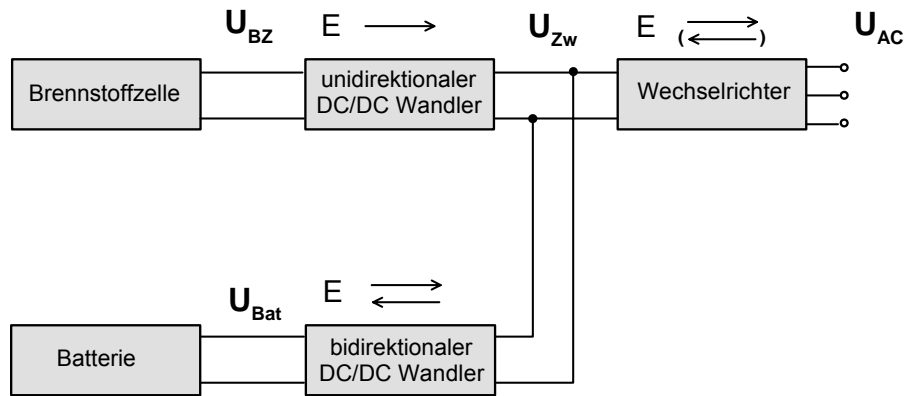 U_BZ E U_Zw E ( ) U_AC
Brennstoffzelle
unidirektionaler
DC/DC Wandler
Wechselrichter
U_Bat E
Batterie
bidirektionaler
DC/DC Wandler